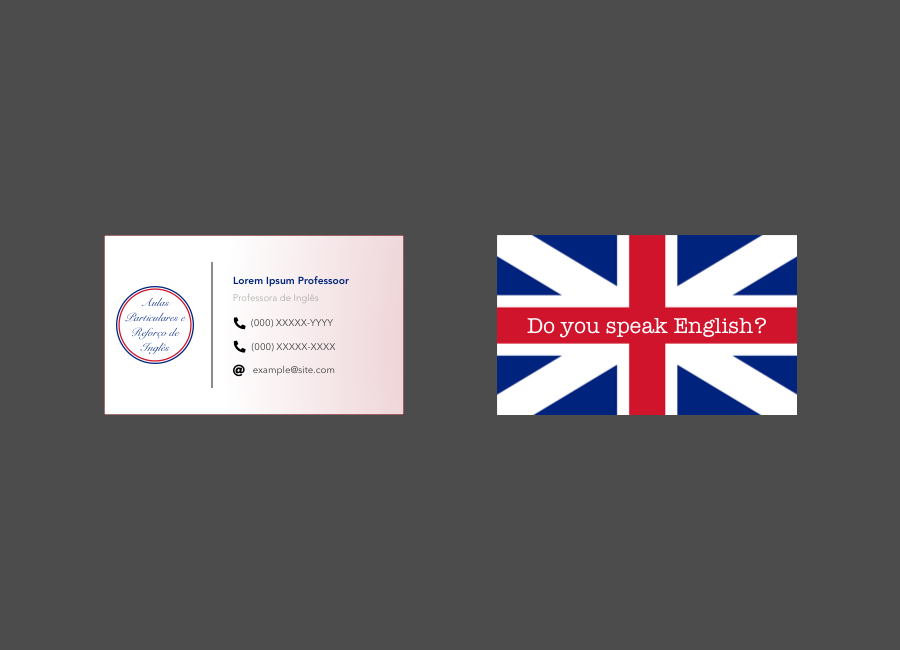 Aulas
Particulares e
Reforço de
Inglês
Lorem Ipsum Professoor
Professora de Inglês
(000) XXXXX-YYYY
(000) XXXXX-XXXX
example@site.com
Do you speak English?